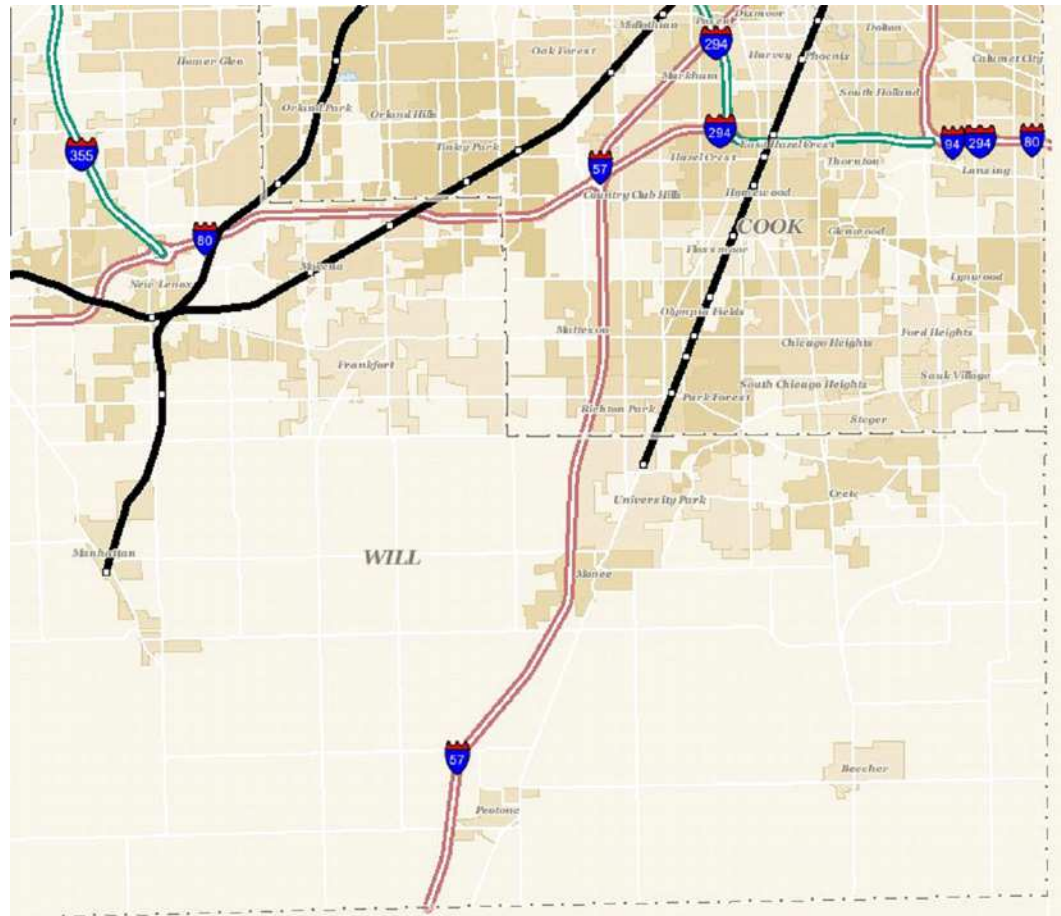 Dixmoor
Midlothian
Posen
Dolton
294
Oak Forest
Harvey
Phoenix
Homer Glen
Calumet City
Markham
South Holland
Orland Park
Orland Hills
294
East Hazel Crest
94
294
80
355
Tinley Park
Hazel Crest
Thornton
Lansing
57
Country Club Hills
Homewood
COOK
Glenwood
80
Flossmoor
Mokena
Lynwood
New Lenox
Olympia Fields
Matteson
Ford Heights
Chicago Heights
Frankfort
Sauk Village
South Chicago Heights
Park Forest
Richton Park
Steger
University Park
Crete
Manhattan
WILL
Monee
57
Beecher
Peotone